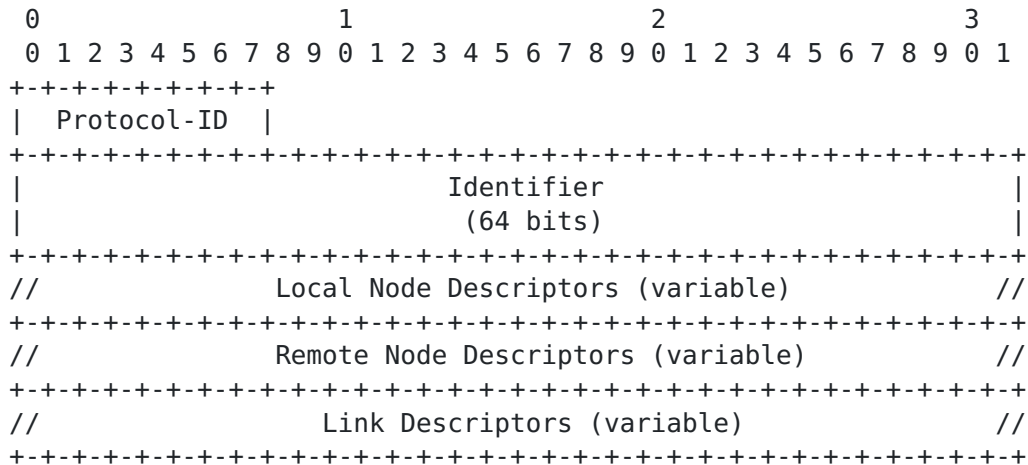 0                   1                   2                   3
 0 1 2 3 4 5 6 7 8 9 0 1 2 3 4 5 6 7 8 9 0 1 2 3 4 5 6 7 8 9 0 1
+-+-+-+-+-+-+-+-+
|  Protocol-ID  |
+-+-+-+-+-+-+-+-+-+-+-+-+-+-+-+-+-+-+-+-+-+-+-+-+-+-+-+-+-+-+-+-+
|                           Identifier                          |
|                            (64 bits)                          |
+-+-+-+-+-+-+-+-+-+-+-+-+-+-+-+-+-+-+-+-+-+-+-+-+-+-+-+-+-+-+-+-+
//               Local Node Descriptors (variable)             //
+-+-+-+-+-+-+-+-+-+-+-+-+-+-+-+-+-+-+-+-+-+-+-+-+-+-+-+-+-+-+-+-+
//               Remote Node Descriptors (variable)            //
+-+-+-+-+-+-+-+-+-+-+-+-+-+-+-+-+-+-+-+-+-+-+-+-+-+-+-+-+-+-+-+-+
//                  Link Descriptors (variable)                //
+-+-+-+-+-+-+-+-+-+-+-+-+-+-+-+-+-+-+-+-+-+-+-+-+-+-+-+-+-+-+-+-+